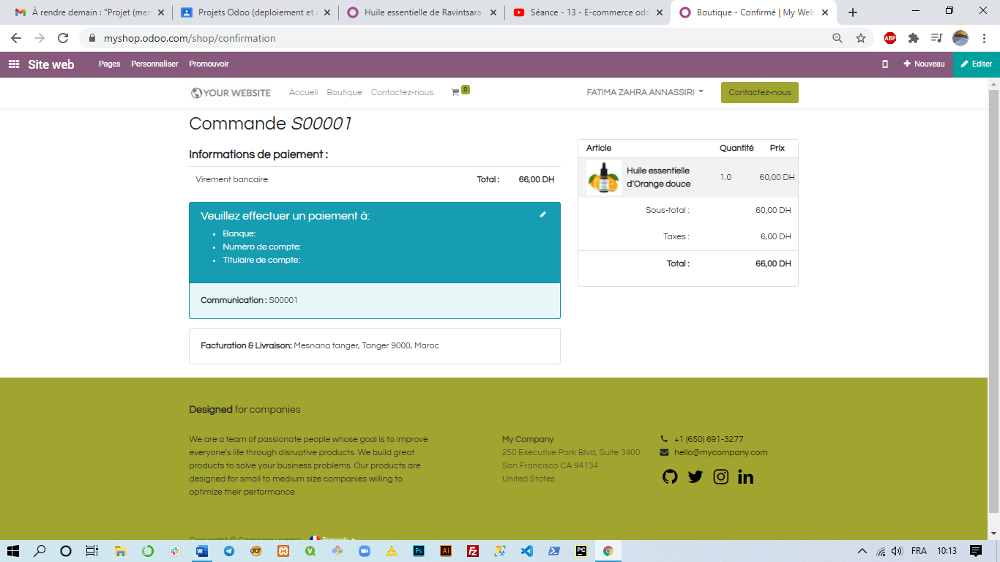 À rendre demain : "Projet (mem
Projets Odoo (deploiement et
Huile essentielle de Ravintsara
Séance - 13 - E-commerce odo
Boutique - Confirmé | My Web
myshop.odoo.com/shop/confirmation
ABP
Site web
Pages
Personnaliser
Promouvoir
Nouveau
Editer
YOUR WEBSITE
Accueil
Boutique
Contactez-nous
0
FATIMA ZAHRA ANNASSIRI
Contactez-nous
Commande S00001
Informations de paiement :
Virement bancaire Total : 66,00 DH
Veuillez effectuer un paiement à:
Banque:
Numéro de compte:
Titulaire de compte:
Communication : S00001
Facturation & Livraison: Mesnana tanger, Tanger 9000, Maroc
Article Quantité Prix
Huile essentielle
d'Orange douce
1.0 60,00 DH
Sous-total : 60,00 DH
Taxes : 6,00 DH
Total : 66,00 DH
Designed for companies
We are a team of passionate people whose goal is to improve
everyone's life through disruptive products. We build great
products to solve your business problems. Our products are
designed for small to medium size companies willing to
optimize their performance.
My Company
250 Executive Park Blvd, Suite 3400
San Francisco CA 94134
United States
+1 (650) 691-3277
hello@mycompany.com
Copyright © Company name
Français
FRA
10:13